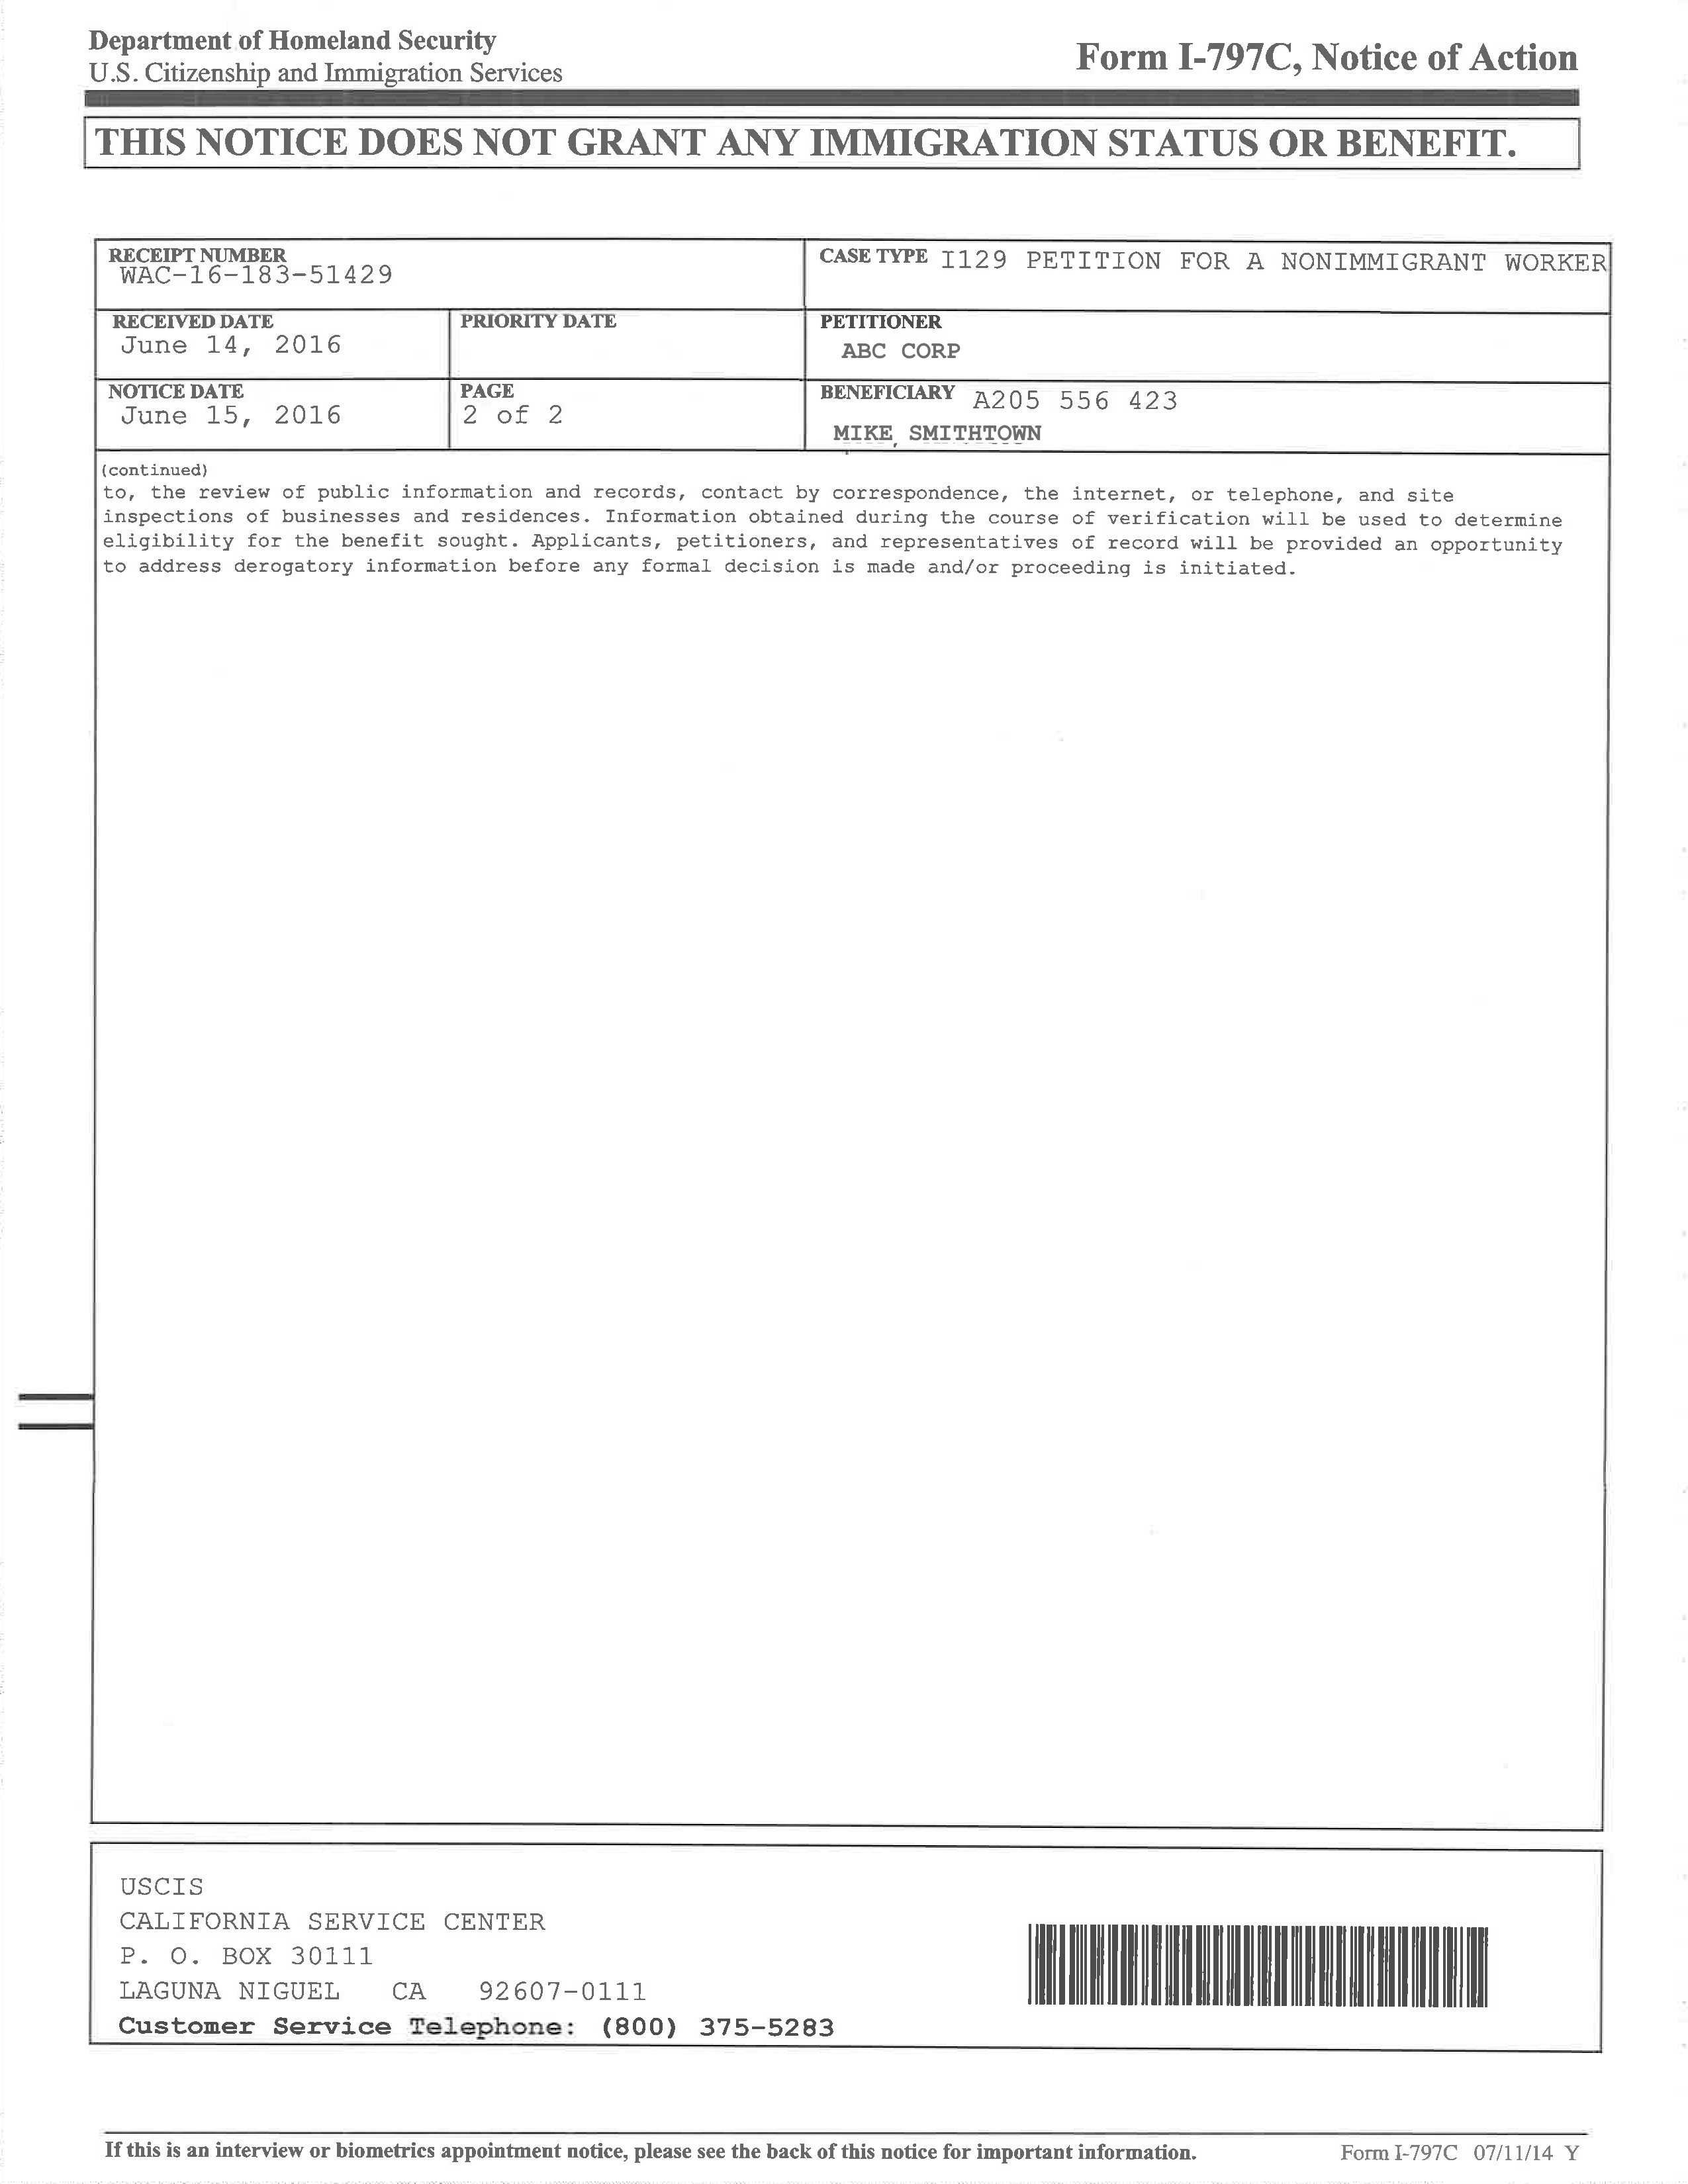 Department of Homeland Security
U.S. Citizenship and Immigration Services
Form I-797C, Notice of Action
THIS NOTICE DOES NOT GRANT ANY IMMIGRATION STATUS OR BENEFIT.
RECEIPT NUMBER
WAC-16-183-51429
CASE TYPE I129 PETITION FOR A NONIMMIGRANT WORKER
RECEIVED DATE
June 14, 2016
PRIORITY DATE
PETITIONER
ABC CORP
NOTICE DATE
June 15, 2016
PAGE
2 of 2
BENEFICIARY A205 556 423
MIKE, SMITHTOWN
(continued)
to, the review of public information and records, contact by correspondence, the internet, or telephone, and site
inspections of businesses and residences. Information obtained during the course of verification will be used to determine
eligibility for the benefit sought. Applicants, petitioners, and representatives of record will be provided an opportunity
to address derogatory information before any formal decision is made and/or proceeding is initiated.
USCIS
CALIFORNIA SERVICE CENTER
P. O. BOX 30111
LAGUNA NIGUEL CA 92607-0111
Customer Service Telephone: (800) 375-5283
If this is an interview or biometrics appointment notice, please see the back of this notice for important information.
Form I-797C 07/11/14 Y